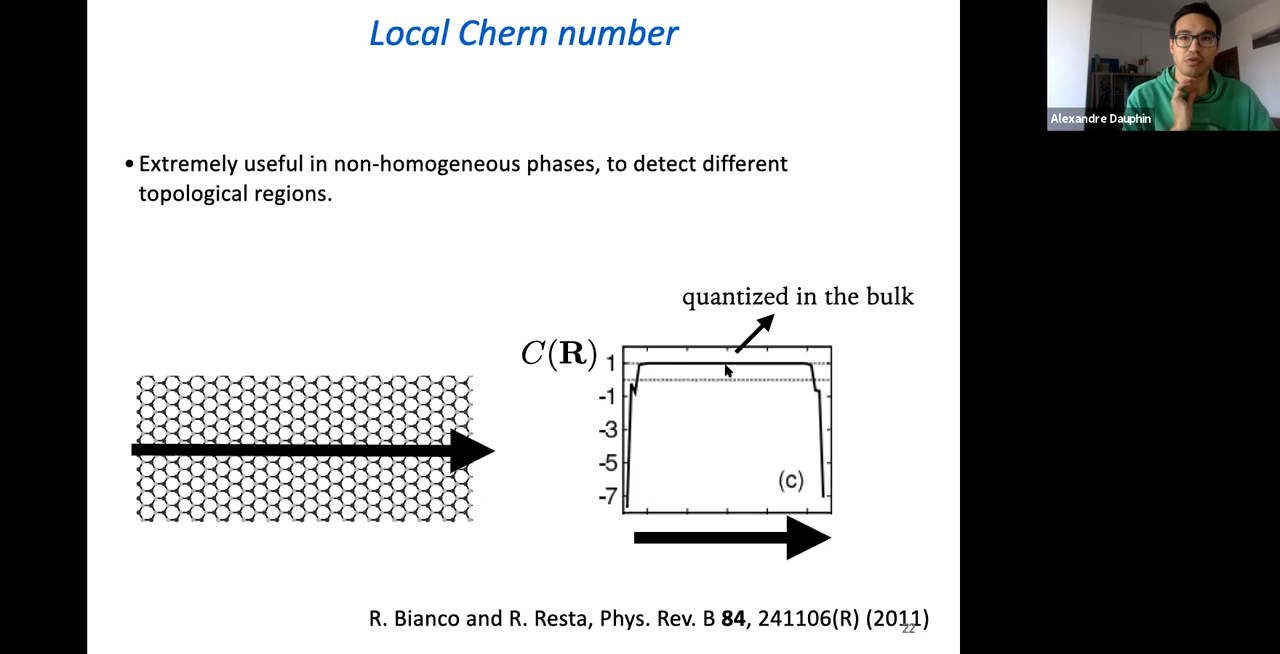 Local Chern number
Alexandre Dauphin
• Extremely useful in non-homogeneous phases, to detect different
topological regions.
quantized in the bulk
C(R)
1
-1
-3
-5
-7
(c)
R. Bianco and R. Resta, Phys. Rev. B 84, 241106(R) (2011)
22